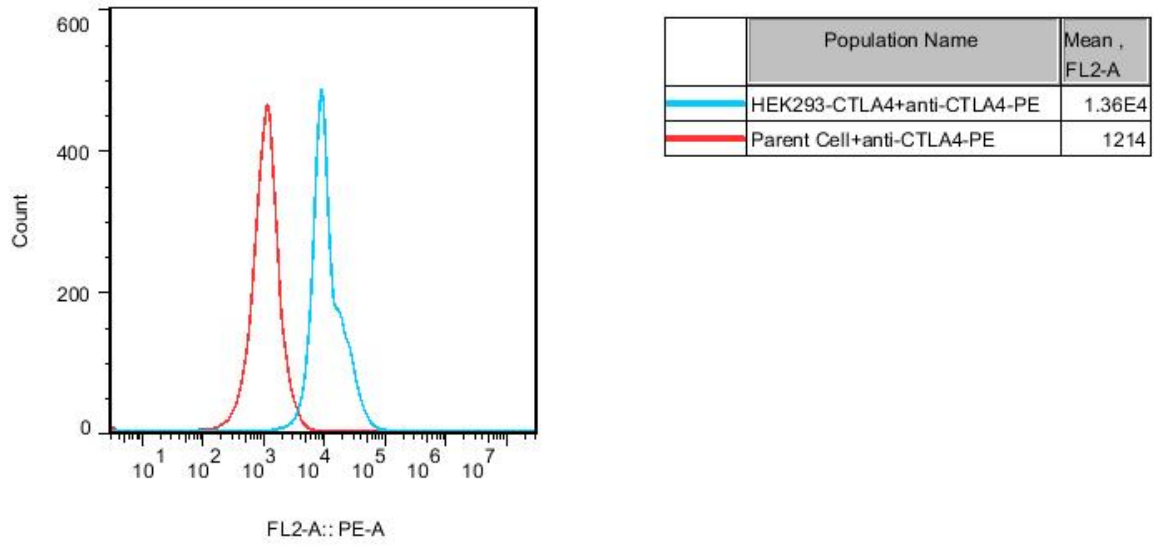 600
400
200
0
Count
10^1 10^2 10^3 10^4 10^5 10^6 10^7
FL2-A:: PE-A
Population Name Mean ,
FL2-A
HEK293-CTLA4+anti-CTLA4-PE 1.36E4
Parent Cell+anti-CTLA4-PE 1214